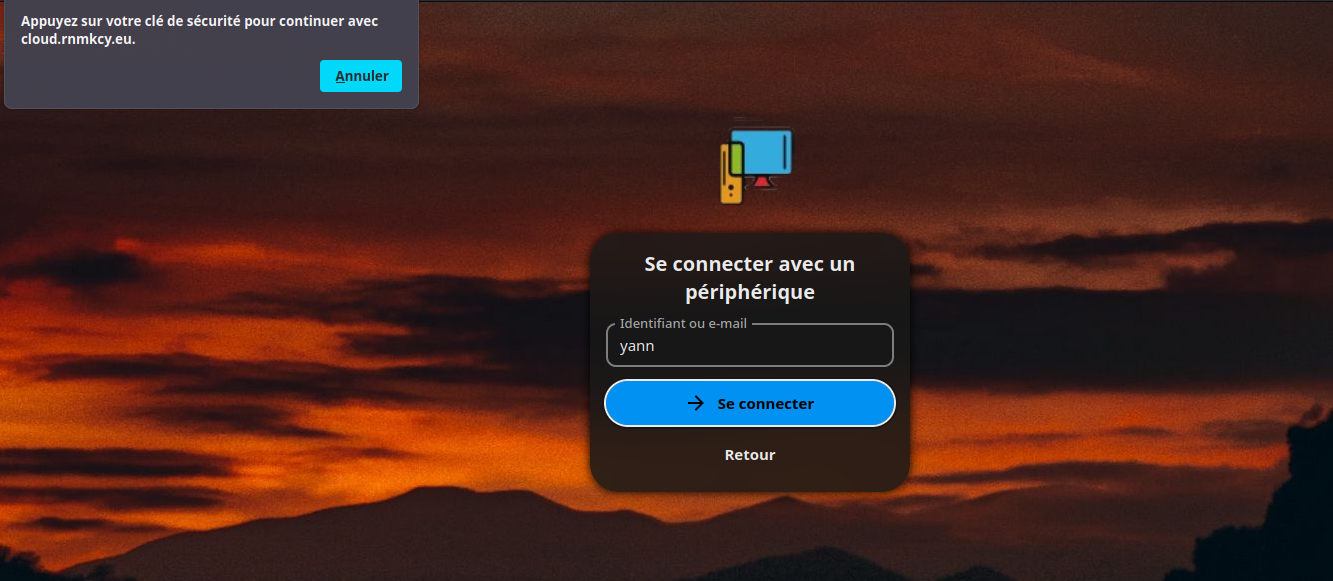 Appuyez sur votre clé de sécurité pour continuer avec
cloud.rnmkcy.eu.
Annuler
Se connecter avec un
périphérique
Identifiant ou e-mail
yann
Se connecter
Retour